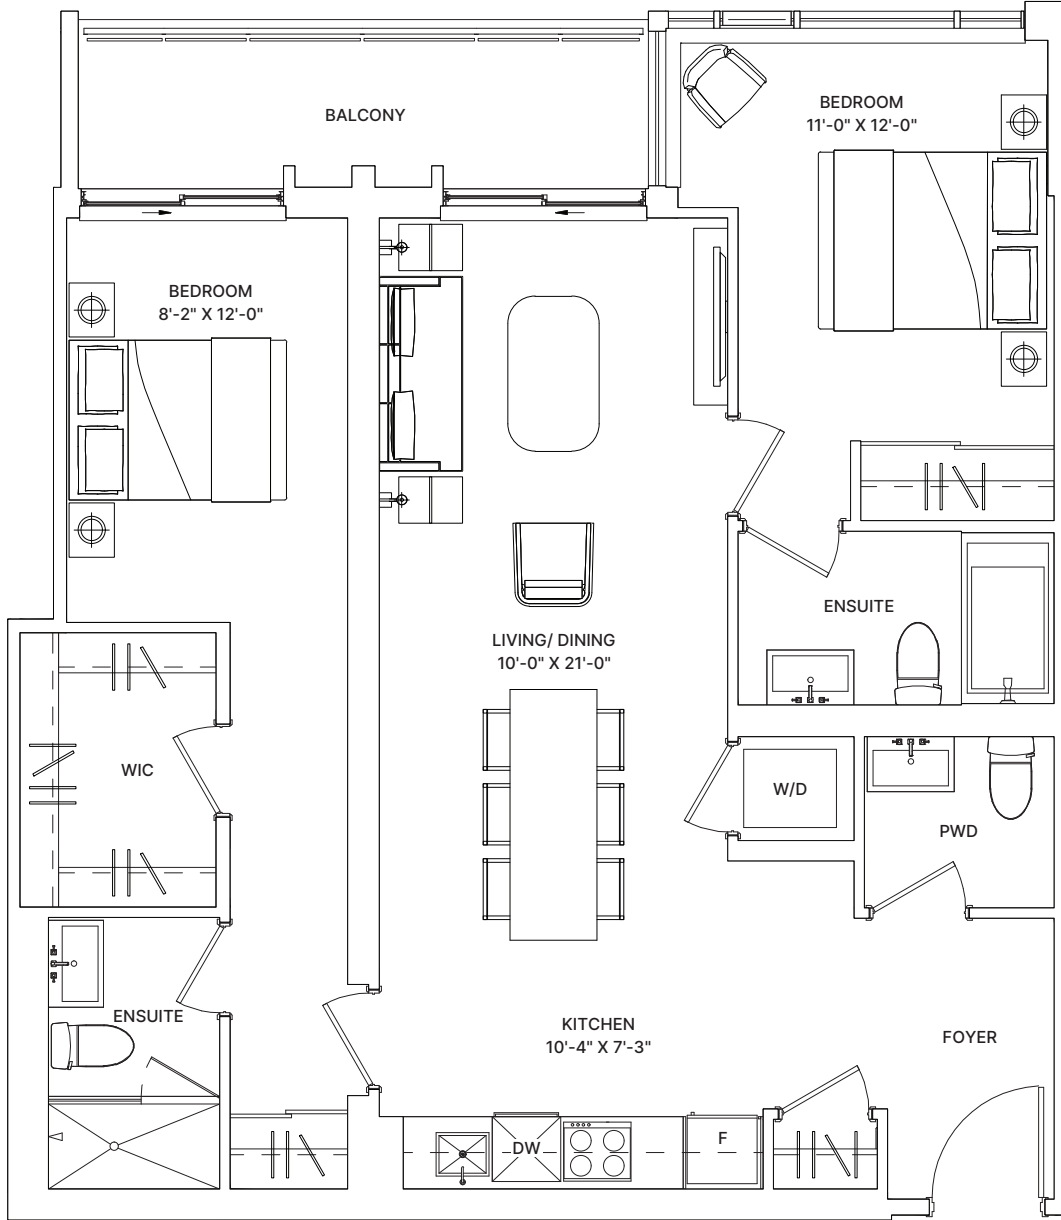 BALCONY
BEDROOM
11'-0" X 12'-0"
BEDROOM
8'-2" X 12'-0"
ENSUITE
LIVING/ DINING
10'-0" X 21'-0"
WIC
W/D
PWD
ENSUITE
KITCHEN
10'-4" X 7'-3"
FOYER
DW
F